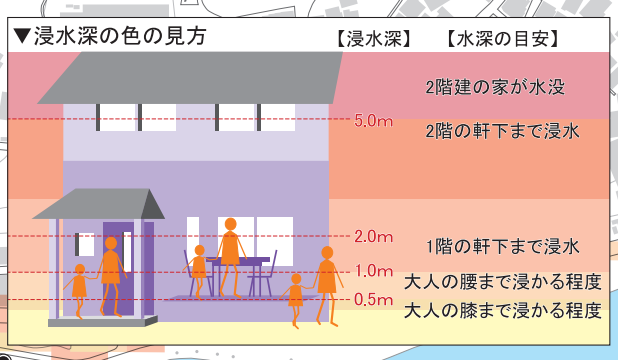 ▼浸水深の色の見方
【浸水深】 【水深の目安】
2階建の家が水没
5.0m
2階の軒下まで浸水
2.0m
1階の軒下まで浸水
1.0m
大人の腰まで浸かる程度
0.5m
大人の膝まで浸かる程度